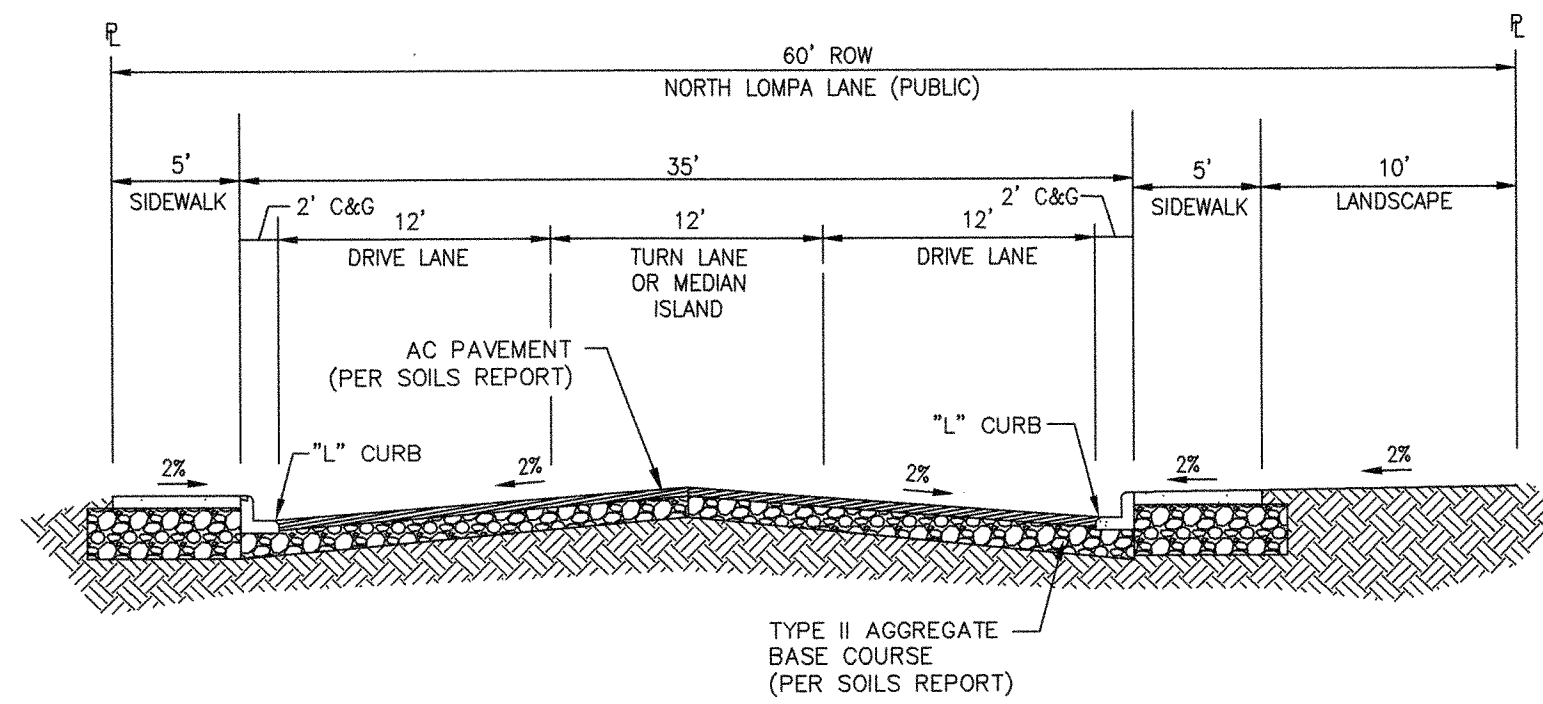 PL
PL
60' ROW
NORTH LOMPA LANE (PUBLIC)
5'
35'
5'
10'
SIDEWALK
2' C&G
2' C&G
SIDEWALK
LANDSCAPE
12'
12'
12'
DRIVE LANE
TURN LANE
OR MEDIAN
ISLAND
DRIVE LANE
AC PAVEMENT
(PER SOILS REPORT)
"L" CURB
"L" CURB
2%
2%
2%
2%
2%
TYPE II AGGREGATE
BASE COURSE
(PER SOILS REPORT)